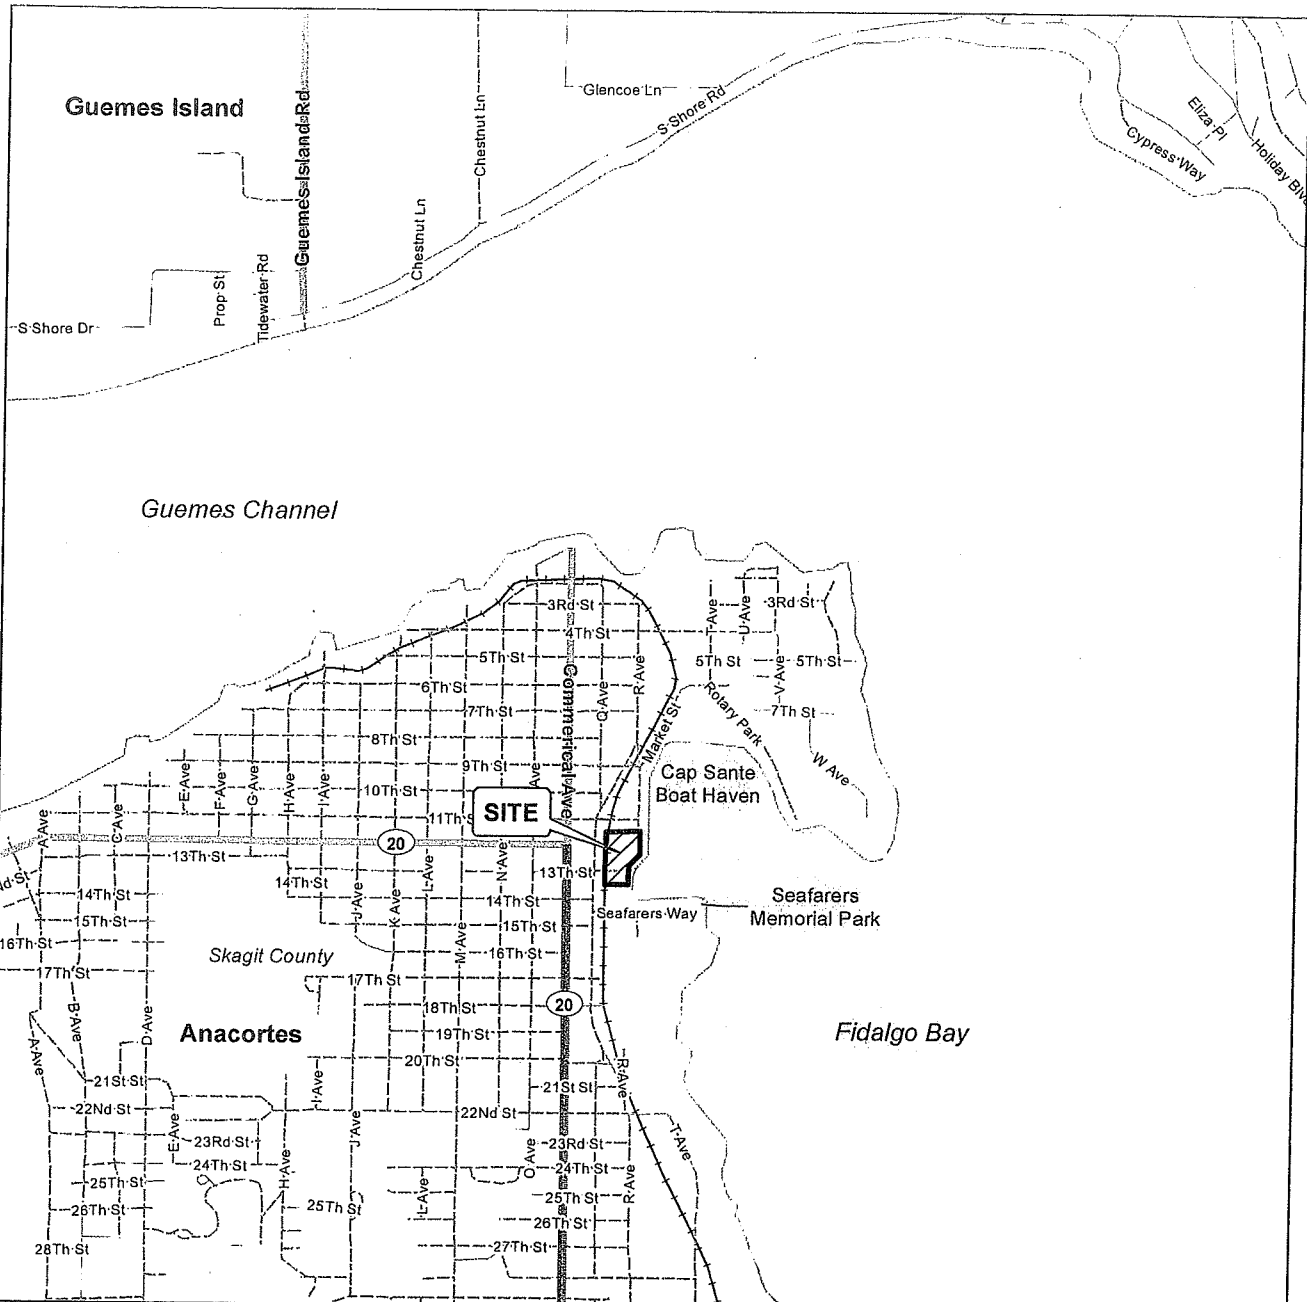 Guemes Island
Guemes Island Rd
Chestnut Ln
Glencoe Ln
S Shore Rd
Eliza Pl
Cypress Way
Holiday Blvd
Chestnut Ln
Prop St
Tidewater Rd
S Shore Dr
Guemes Channel
3Rd St
4Th St
5Th St
6Th St
7Th St
8Th St
9Th St
10Th St
11Th St
Commerical Ave
Q Ave
R Ave
Market St
T Ave
U Ave
3Rd St
5Th St
5Th St
V Ave
7Th St
Rotary Park
W Ave
Cap Sante
Boat Haven
SITE
E Ave
F Ave
G Ave
H Ave
I Ave
Ave
A Ave
C Ave
20
13Th St
14Th St
J Ave
K Ave
L Ave
M Ave
N Ave
13Th St
14Th St
15Th St
16Th St
Seafarers Way
Seafarers
Memorial Park
nd St
14Th St
15Th St
16Th St
17Th St
Skagit County
17Th St
18Th St
19Th St
20Th St
20
Anacortes
Fidalgo Bay
A Ave
B Ave
D Ave
21St St
22Nd St
E Ave
23Rd St
24Th St
25Th St
26Th St
28Th St
H Ave
I Ave
J Ave
25Th St
L Ave
O Ave
21St St
22Nd St
23Rd St
24Th St
25Th St
26Th St
27Th St
R Ave
R Ave
T Ave